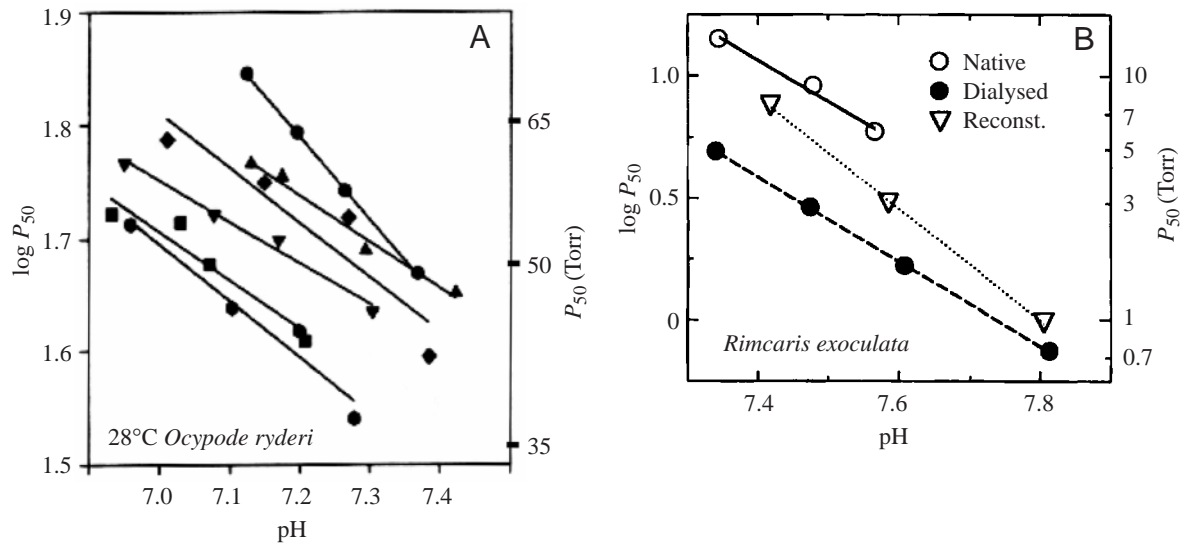 A
1.9
1.8
1.7
1.6
1.5
log P50
65
50
35
P50 (Torr)
28°C Ocypode ryderi
7.0 7.1 7.2 7.3 7.4
pH
B
Native
Dialysed
Reconst.
1.0
0.5
0
log P50
10
7
5
3
1
0.7
P50 (Torr)
Rimcaris exoculata
7.4 7.6 7.8
pH